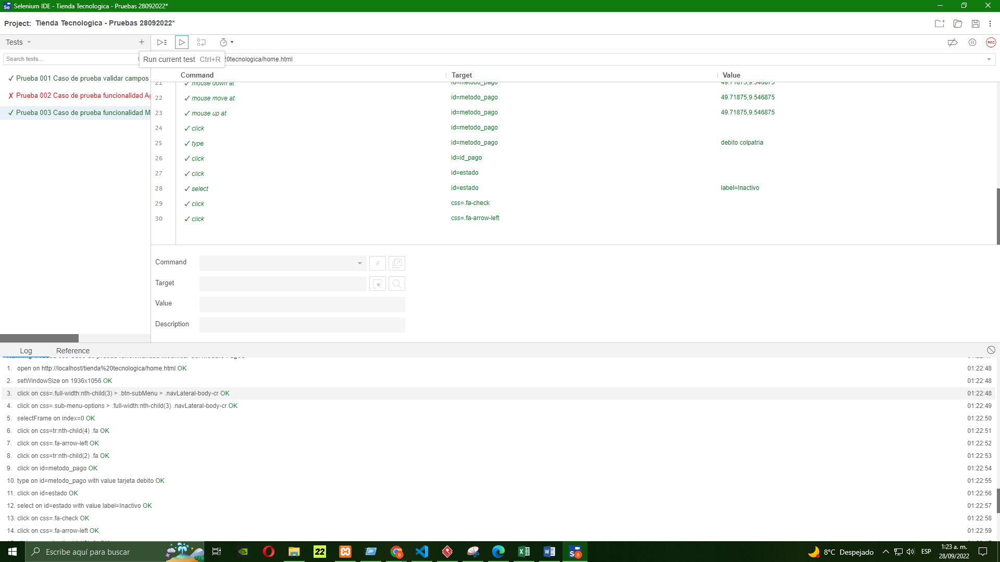 Selenium IDE - Tienda Tecnologica - Pruebas 28092022*
Project: Tienda Tecnologica - Pruebas 28092022*
Tests
Search tests...
Run current test Ctrl+R
20tecnologica/home.html
REC
✓ Prueba 001 Caso de prueba validar campos
✗ Prueba 002 Caso de prueba funcionalidad Ag
✓ Prueba 003 Caso de prueba funcionalidad M
Command Target Value
21 ✓ mouse down at id=metodo_pago 49.71875,9.546875
22 ✓ mouse move at id=metodo_pago 49.71875,9.546875
23 ✓ mouse up at id=metodo_pago 49.71875,9.546875
24 ✓ click id=metodo_pago
25 ✓ type id=metodo_pago debito colpatria
26 ✓ click id=id_pago
27 ✓ click id=estado
28 ✓ select id=estado label=Inactivo
29 ✓ click css=.fa-check
30 ✓ click css=.fa-arrow-left
Command //
Target
Value
Description
Log Reference
1. open on http://localhost/tienda%20tecnologica/home.html OK 01:22:48
2. setWindowSize on 1936x1056 OK 01:22:48
3. click on css=.full-width:nth-child(3) > .btn-subMenu > .navLateral-body-cr OK 01:22:48
4. click on css=.sub-menu-options > .full-width:nth-child(3) .navLateral-body-cr OK 01:22:49
5. selectFrame on index=0 OK 01:22:50
6. click on css=tr:nth-child(4) .fa OK 01:22:51
7. click on css=.fa-arrow-left OK 01:22:52
8. click on css=tr:nth-child(2) .fa OK 01:22:53
9. click on id=metodo_pago OK 01:22:54
10. type on id=metodo_pago with value tarjeta debito OK 01:22:55
11. click on id=estado OK 01:22:56
12. select on id=estado with value label=Inactivo OK 01:22:57
13. click on css=.fa-check OK 01:22:58
14. click on css=.fa-arrow-left OK 01:22:59
Escribe aquí para buscar
22
8°C Despejado
ESP
1:23 a. m.
28/09/2022